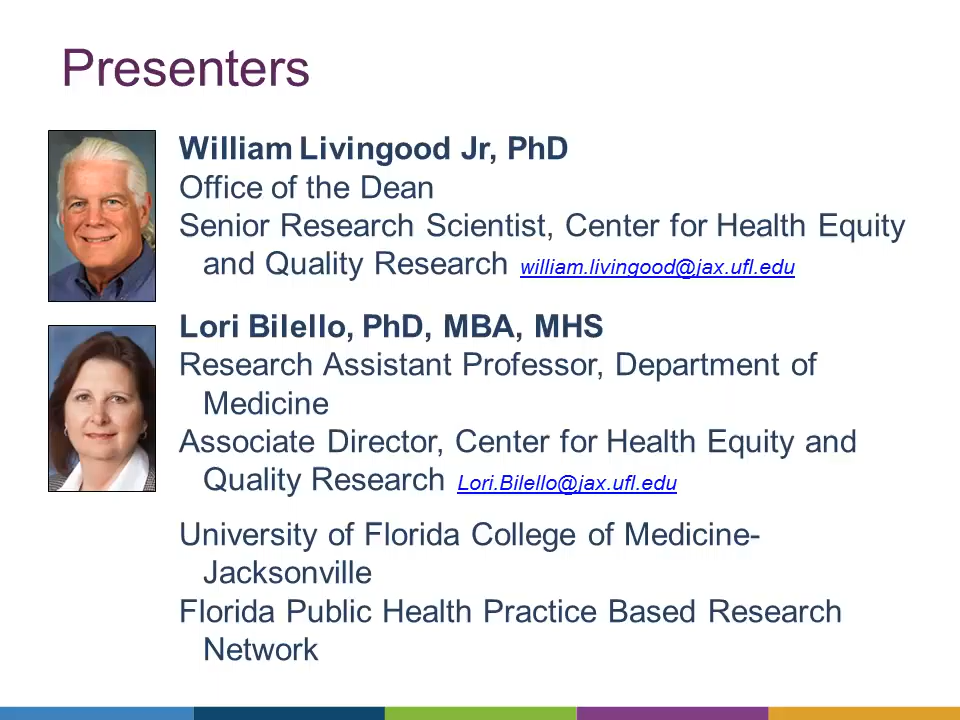 Presenters
William Livingood Jr, PhD
Office of the Dean
Senior Research Scientist, Center for Health Equity
and Quality Research william.livingood@jax.ufl.edu
Lori Bilello, PhD, MBA, MHS
Research Assistant Professor, Department of
Medicine
Associate Director, Center for Health Equity and
Quality Research Lori.Bilello@jax.ufl.edu
University of Florida College of Medicine-
Jacksonville
Florida Public Health Practice Based Research
Network